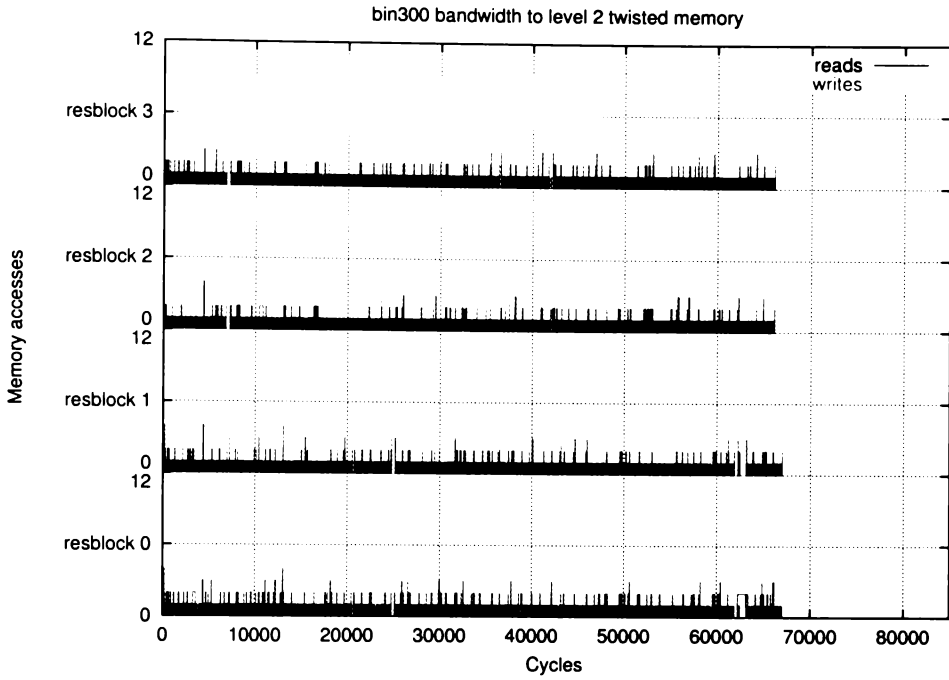 bin300 bandwidth to level 2 twisted memory
12
reads
writes
resblock 3
0
12
resblock 2
0
12
Memory accesses
resblock 1
0
12
resblock 0
0
0 10000 20000 30000 40000 50000 60000 70000 80000
Cycles